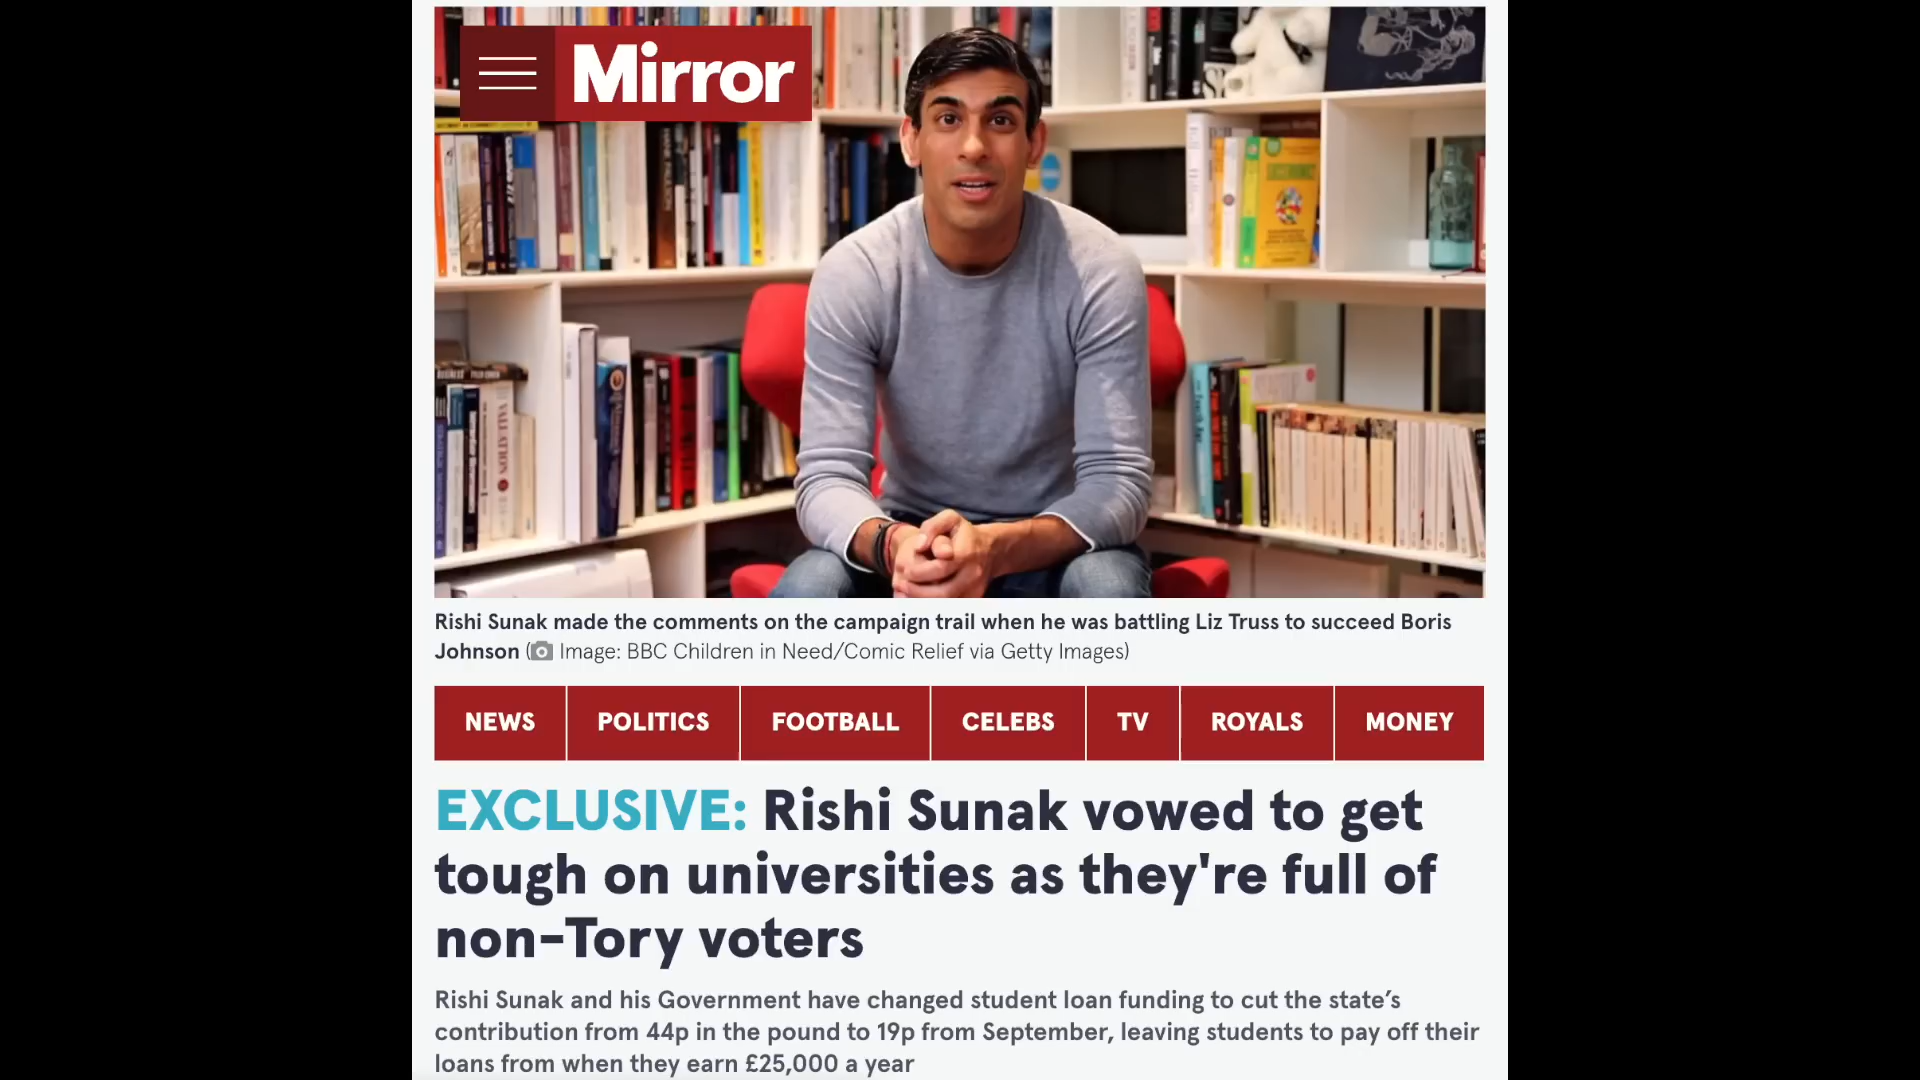 Mirror
VALUATION
Rishi Sunak made the comments on the campaign trail when he was battling Liz Truss to succeed Boris
Johnson (Image: BBC Children in Need/Comic Relief via Getty Images)
NEWS POLITICS FOOTBALL CELEBS TV ROYALS MONEY
EXCLUSIVE: Rishi Sunak vowed to get
tough on universities as they're full of
non-Tory voters
Rishi Sunak and his Government have changed student loan funding to cut the state’s
contribution from 44p in the pound to 19p from September, leaving students to pay off their
loans from when they earn £25,000 a year